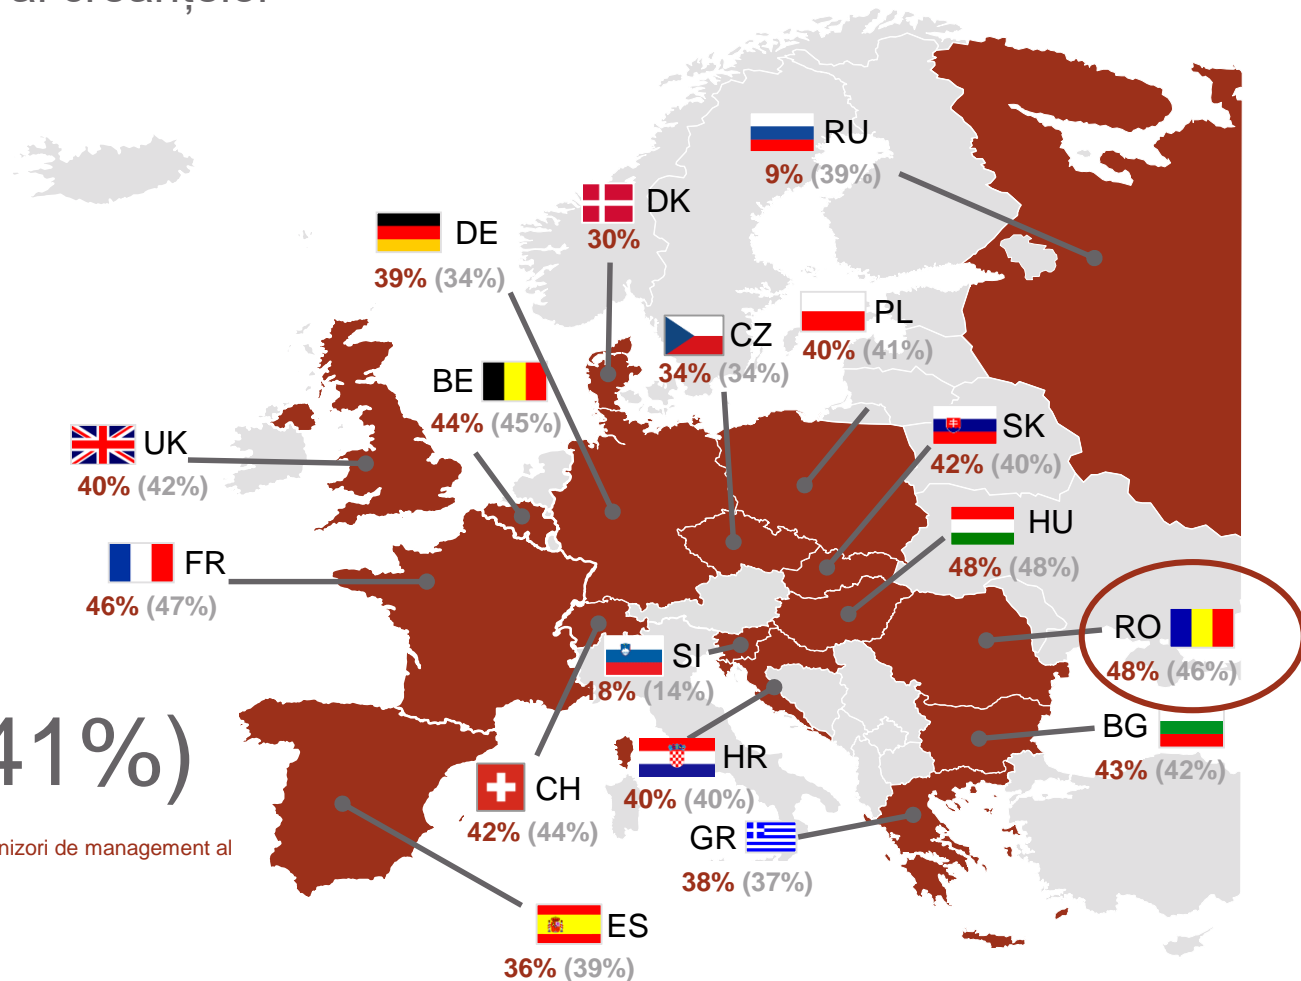 al creanțelor
RU
9% (39%)
DK
30%
DE
39% (34%)
PL
40% (41%)
CZ
34% (34%)
BE
44% (45%)
SK
42% (40%)
UK
40% (42%)
HU
48% (48%)
FR
46% (47%)
RO
48% (46%)
SI
18% (14%)
BG
43% (42%)
41%)
HR
40% (40%)
CH
42% (44%)
GR
38% (37%)
nizori de management al
ES
36% (39%)